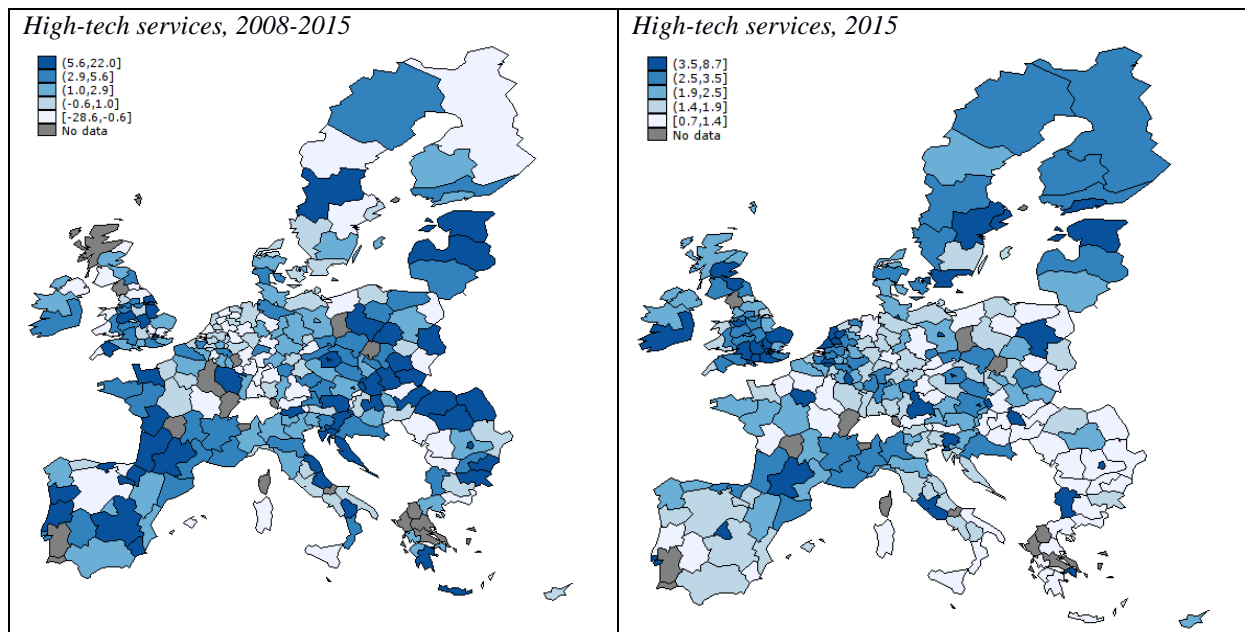 High-tech services, 2008-2015
(5.6,22.0]
(2.9,5.6]
(1.0,2.9]
(-0.6,1.0]
[-28.6,-0.6]
No data
High-tech services, 2015
(3.5,8.7]
(2.5,3.5]
(1.9,2.5]
(1.4,1.9]
[0.7,1.4]
No data